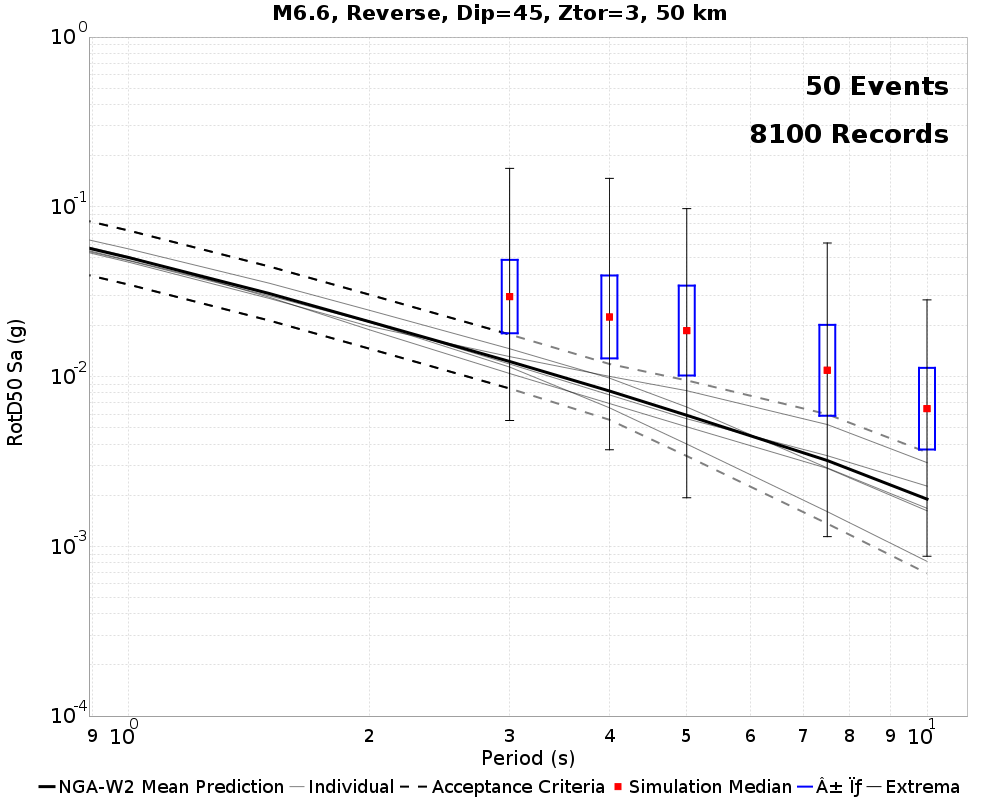 M6.6, Reverse, Dip=45, Ztor=3, 50 km
50 Events
8100 Records
10^0
10^-1
10^-2
10^-3
10^-4
RotD50 Sa (g)
9 10^0 2 3 4 5 6 7 8 9 10^1
Period (s)
NGA-W2 Mean Prediction Individual Acceptance Criteria Simulation Median Â± Ïƒ Extrema